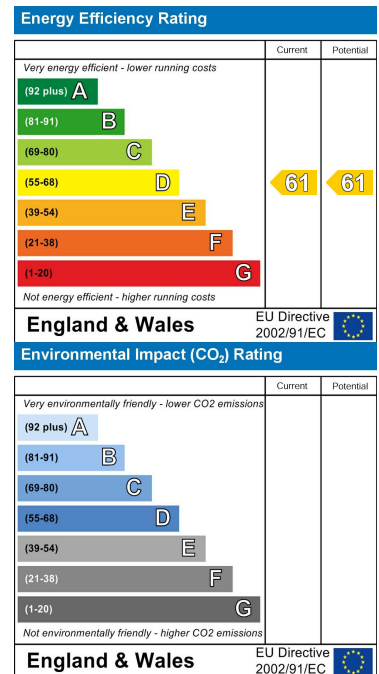 Energy Efficiency Rating
Current Potential
Very energy efficient - lower running costs
(92 plus) A
(81-91) B
(69-80) C
(55-68) D 61 61
(39-54) E
(21-38) F
(1-20) G
Not energy efficient - higher running costs
England & Wales EU Directive 2002/91/EC
Environmental Impact (CO₂) Rating
Current Potential
Very environmentally friendly - lower CO2 emissions
(92 plus) A
(81-91) B
(69-80) C
(55-68) D
(39-54) E
(21-38) F
(1-20) G
Not environmentally friendly - higher CO2 emissions
England & Wales EU Directive 2002/91/EC